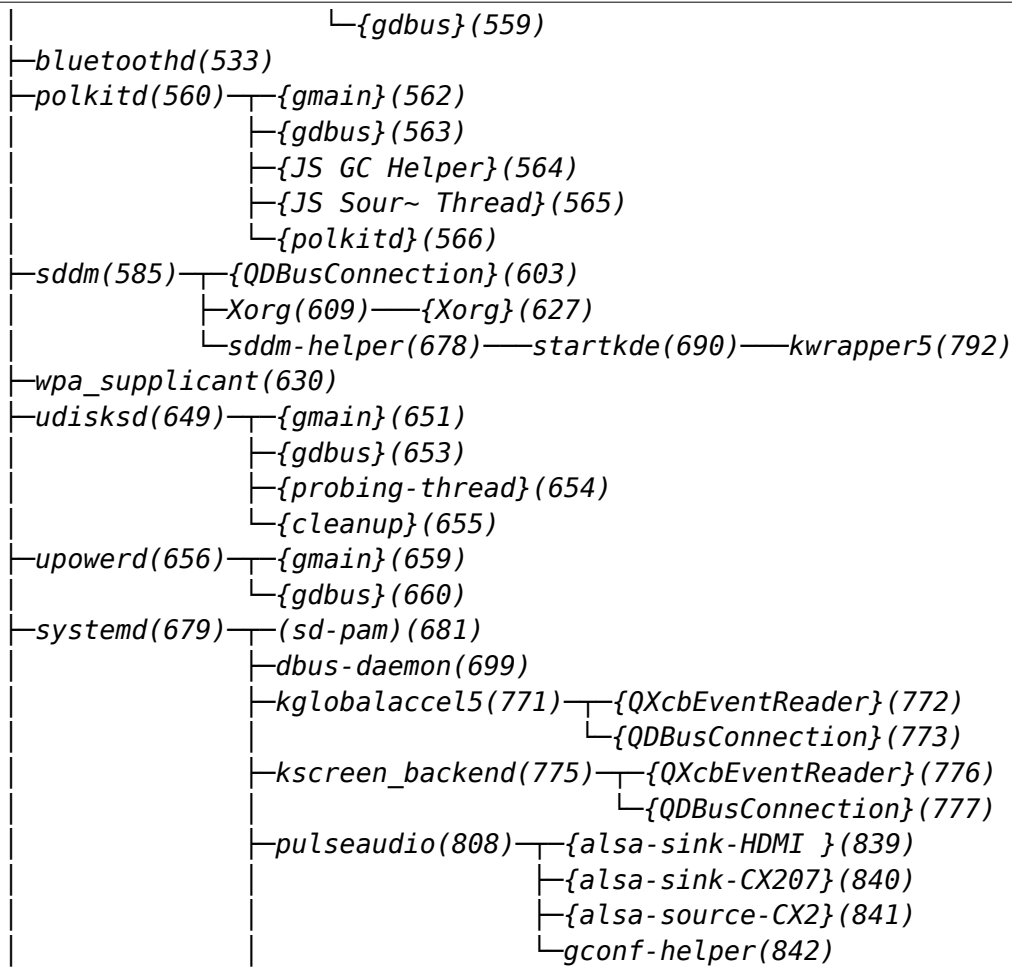 │                   └─{gdbus}(559)
├─bluetoothd(533)
├─polkitd(560)─┬─{gmain}(562)
│              ├─{gdbus}(563)
│              ├─{JS GC Helper}(564)
│              ├─{JS Sour~ Thread}(565)
│              └─{polkitd}(566)
├─sddm(585)─┬─{QDBusConnection}(603)
│           ├─Xorg(609)───{Xorg}(627)
│           └─sddm-helper(678)───startkde(690)───kwrapper5(792)
├─wpa_supplicant(630)
├─udisksd(649)─┬─{gmain}(651)
│              ├─{gdbus}(653)
│              ├─{probing-thread}(654)
│              └─{cleanup}(655)
├─upowerd(656)─┬─{gmain}(659)
│              └─{gdbus}(660)
├─systemd(679)─┬─(sd-pam)(681)
│              ├─dbus-daemon(699)
│              ├─kglobalaccel5(771)─┬─{QXcbEventReader}(772)
│              │                    └─{QDBusConnection}(773)
│              ├─kscreen_backend(775)─┬─{QXcbEventReader}(776)
│              │                      └─{QDBusConnection}(777)
│              ├─pulseaudio(808)─┬─{alsa-sink-HDMI }(839)
│              │                 ├─{alsa-sink-CX207}(840)
│              │                 ├─{alsa-source-CX2}(841)
│              │                 └─gconf-helper(842)